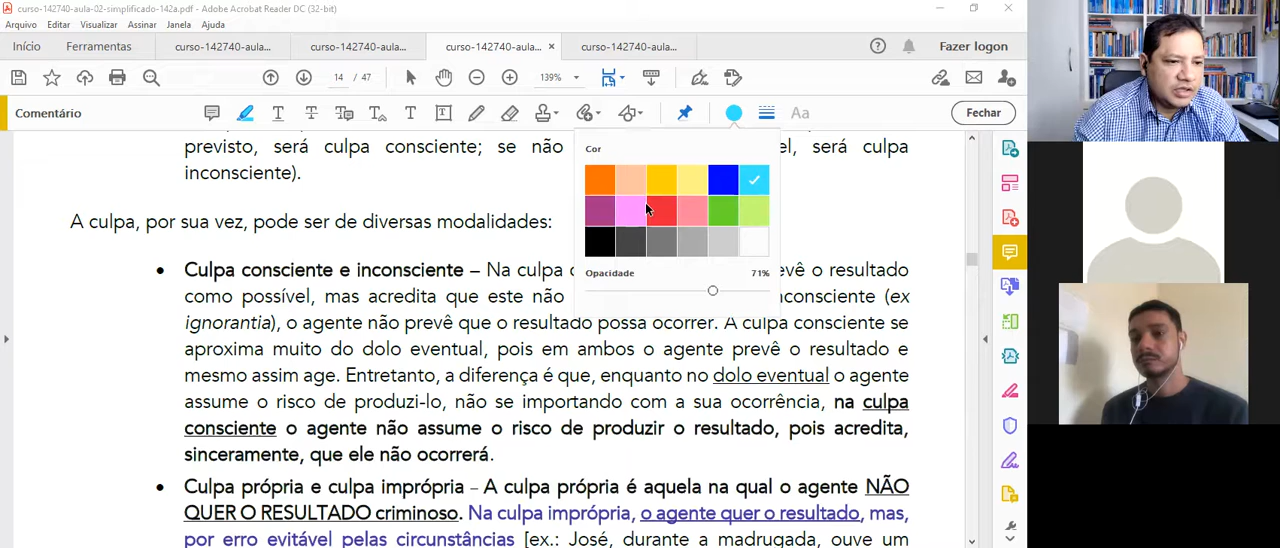 curso-142740-aula-02-simplificado-142a.pdf - Adobe Acrobat Reader DC (32-bit)
Arquivo Editar Visualizar Assinar Janela Ajuda
Início Ferramentas curso-142740-aula... curso-142740-aula... curso-142740-aula... × curso-142740-aula... Fazer logon
14 / 47 139%
Comentário Aa Fechar
previsto, será culpa consciente; se não el, será culpa
inconsciente).
Cor
Opacidade 71%
A culpa, por sua vez, pode ser de diversas modalidades:
• Culpa consciente e inconsciente – Na culpa evê o resultado
como possível, mas acredita que este não nconsciente (ex
ignorantia), o agente não prevê que o resultado possa ocorrer. A culpa consciente se
aproxima muito do dolo eventual, pois em ambos o agente prevê o resultado e
mesmo assim age. Entretanto, a diferença é que, enquanto no dolo eventual o agente
assume o risco de produzi-lo, não se importando com a sua ocorrência, na culpa
consciente o agente não assume o risco de produzir o resultado, pois acredita,
sinceramente, que ele não ocorrerá.
• Culpa própria e culpa imprópria – A culpa própria é aquela na qual o agente NÃO
QUER O RESULTADO criminoso. Na culpa imprópria, o agente quer o resultado, mas,
por erro evitável pelas circunstâncias [ex.: José, durante a madrugada, ouve um